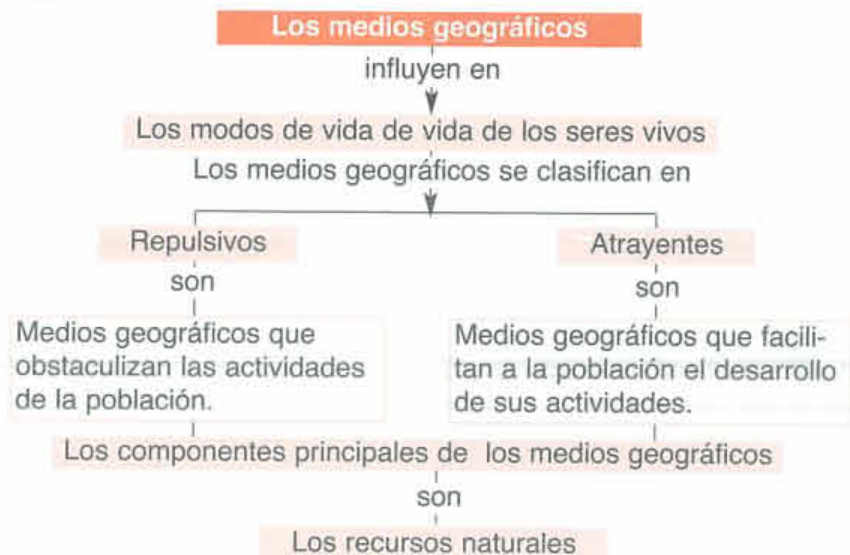 Los medios geográficos
influyen en
Los modos de vida de vida de los seres vivos
Los medios geográficos se clasifican en
Repulsivos
son
Medios geográficos que
obstaculizan las actividades
de la población.
Atrayentes
son
Medios geográficos que facili-
tan a la población el desarrollo
de sus actividades.
Los componentes principales de los medios geográficos
son
Los recursos naturales